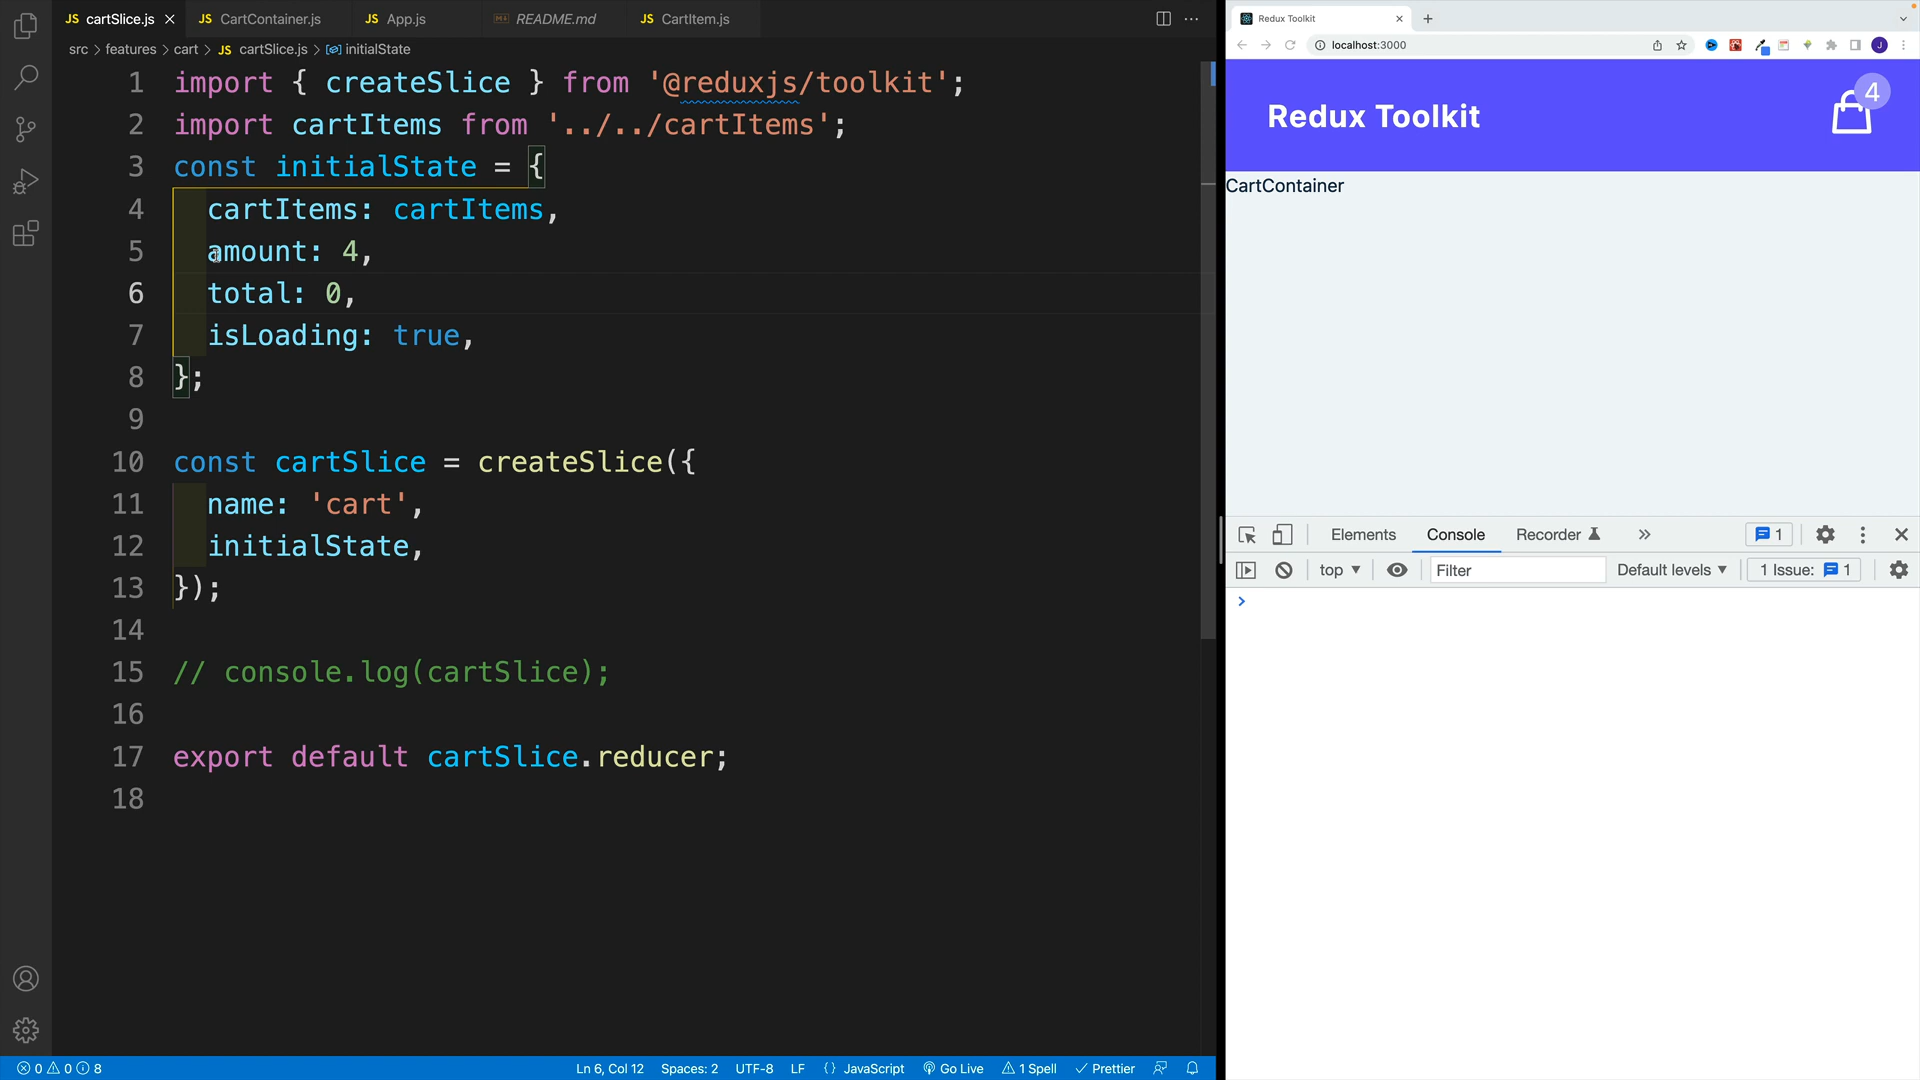 JS cartSlice.js
JS CartContainer.js
JS App.js
README.md
JS CartItem.js
src > features > cart > JS cartSlice.js > initialState
1 import { createSlice } from '@reduxjs/toolkit';
2 import cartItems from '../../cartItems';
3 const initialState = {
4 cartItems: cartItems,
5 amount: 4,
6 total: 0,
7 isLoading: true,
8 };
9
10 const cartSlice = createSlice({
11 name: 'cart',
12 initialState,
13 });
14
15 // console.log(cartSlice);
16
17 export default cartSlice.reducer;
18
0 0 8
Ln 6, Col 12
Spaces: 2
UTF-8
LF
{} JavaScript
Go Live
1 Spell
Prettier
Redux Toolkit
localhost:3000
J
Redux Toolkit
4
CartContainer
Elements
Console
Recorder
1
top
Filter
Default levels
1 Issue: 1